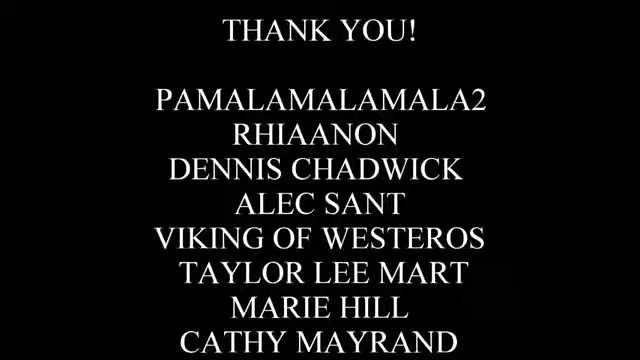 THANK YOU!
PAMALAMALAMALA2
RHIAANON
DENNIS CHADWICK
ALEC SANT
VIKING OF WESTEROS
TAYLOR LEE MART
MARIE HILL
CATHY MAYRAND